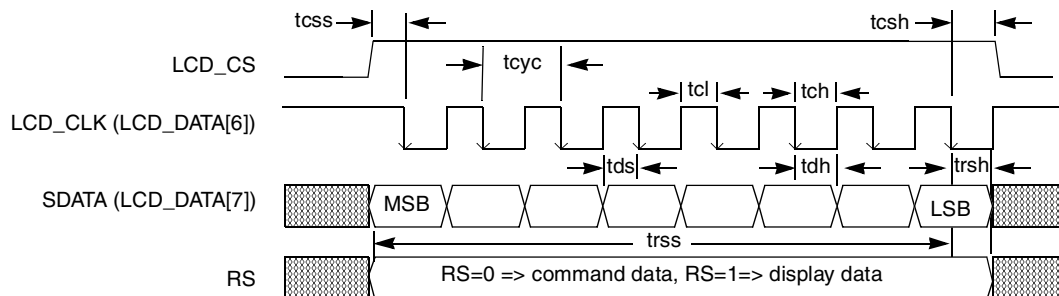 tcss
tcsh
LCD_CS
tcyc
tcl
tch
LCD_CLK (LCD_DATA[6])
tds
tdh
trsh
SDATA (LCD_DATA[7])
MSB
LSB
trss
RS
RS=0 => command data, RS=1=> display data